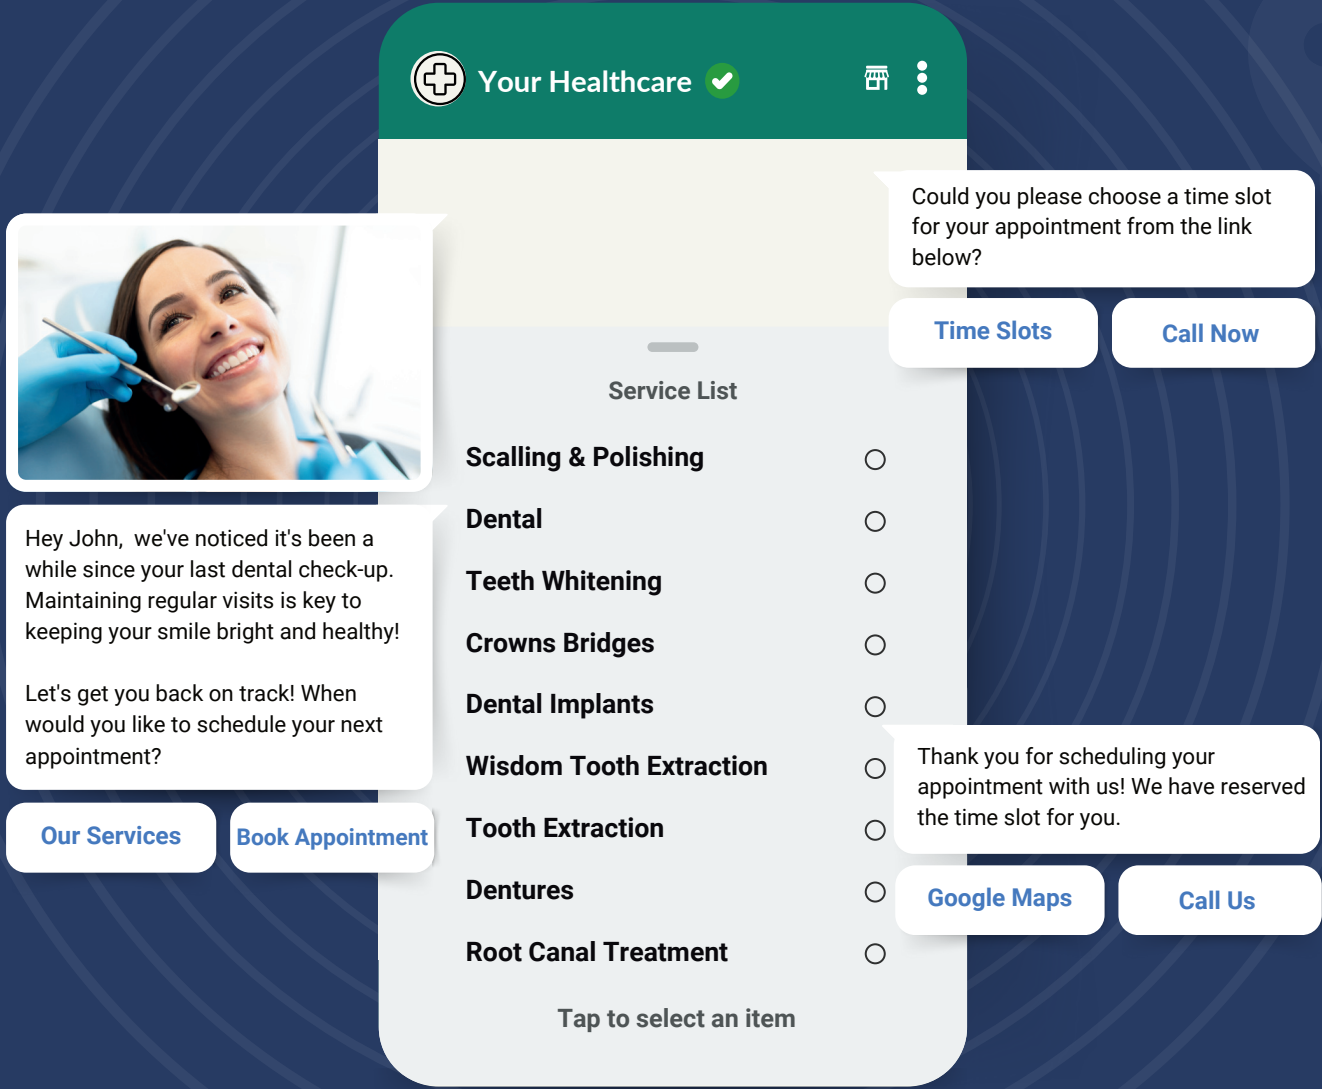 Your Healthcare
Could you please choose a time slot
for your appointment from the link
below?
Time Slots
Call Now
Hey John, we've noticed it's been a
while since your last dental check-up.
Maintaining regular visits is key to
keeping your smile bright and healthy!
Let's get you back on track! When
would you like to schedule your next
appointment?
Our Services
Book Appointment
Service List
Scalling & Polishing
Dental
Teeth Whitening
Crowns Bridges
Dental Implants
Wisdom Tooth Extraction
Tooth Extraction
Dentures
Root Canal Treatment
Tap to select an item
Thank you for scheduling your
appointment with us! We have reserved
the time slot for you.
Google Maps
Call Us